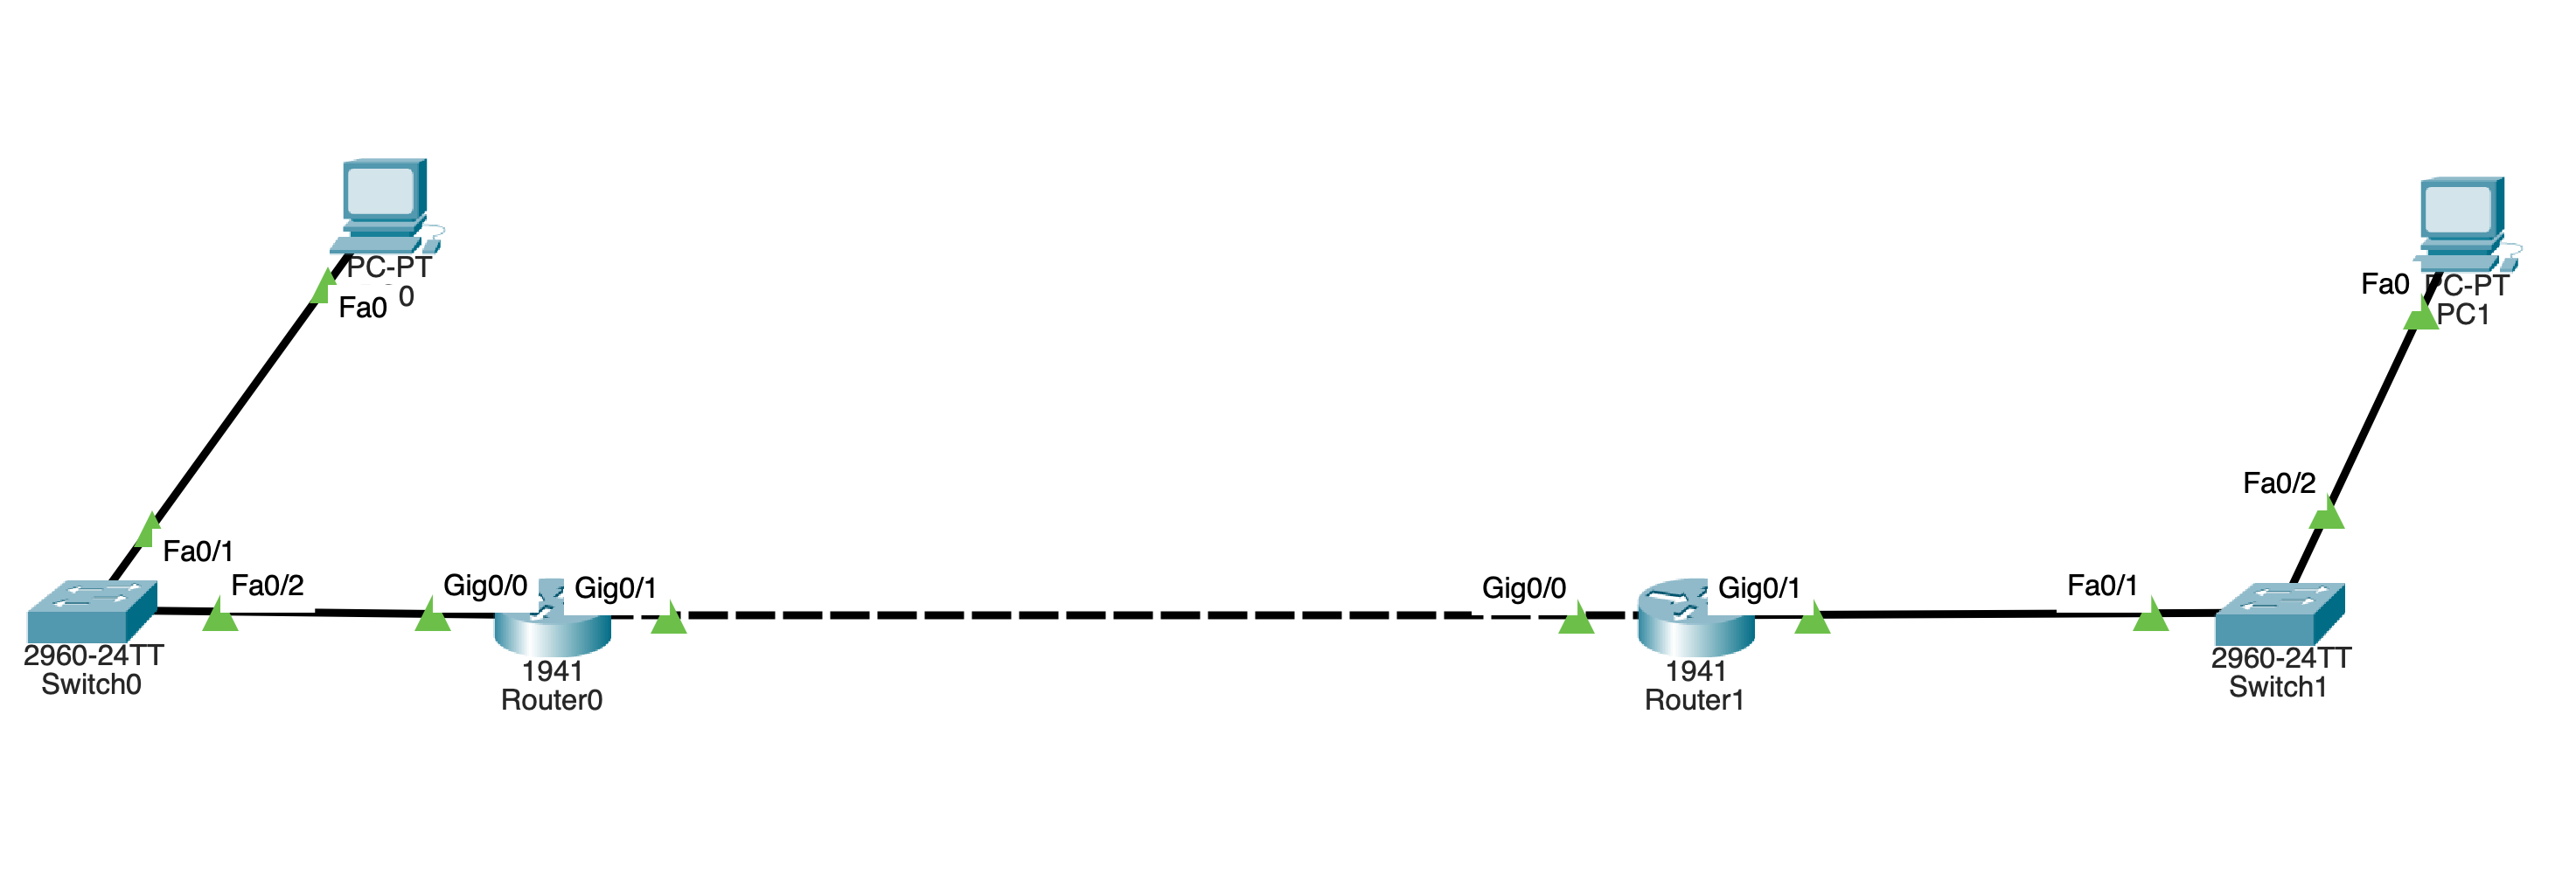 PC-PT
0
Fa0
Fa0/1
Fa0/2
Gig0/0
Gig0/1
2960-24TT
Switch0
1941
Router0
Gig0/0
Gig0/1
1941
Router1
Fa0/1
2960-24TT
Switch1
Fa0/2
Fa0
PC-PT
PC1